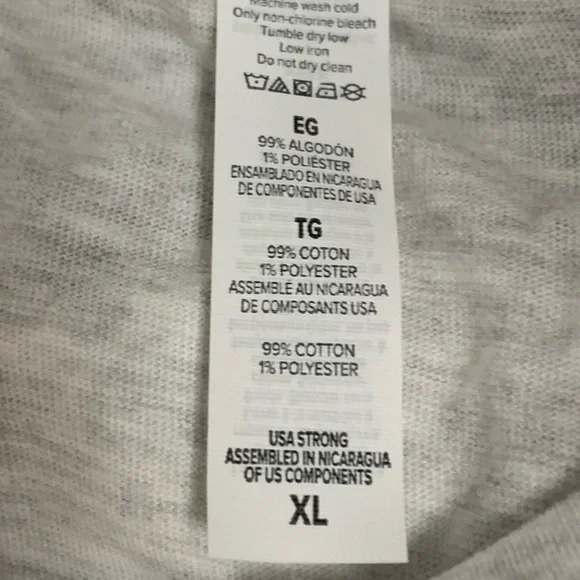 Machine wash cold
Only non-chlorine bleach
Tumble dry low
Low iron
Do not dry clean
EG
99% ALGODÓN
1% POLIÉSTER
ENSAMBLADO EN NICARAGUA
DE COMPONENTES DE USA
TG
99% COTON
1% POLYESTER
ASSEMBLÉ AU NICARAGUA
DE COMPOSANTS USA
99% COTTON
1% POLYESTER
USA STRONG
ASSEMBLED IN NICARAGUA
OF US COMPONENTS
XL